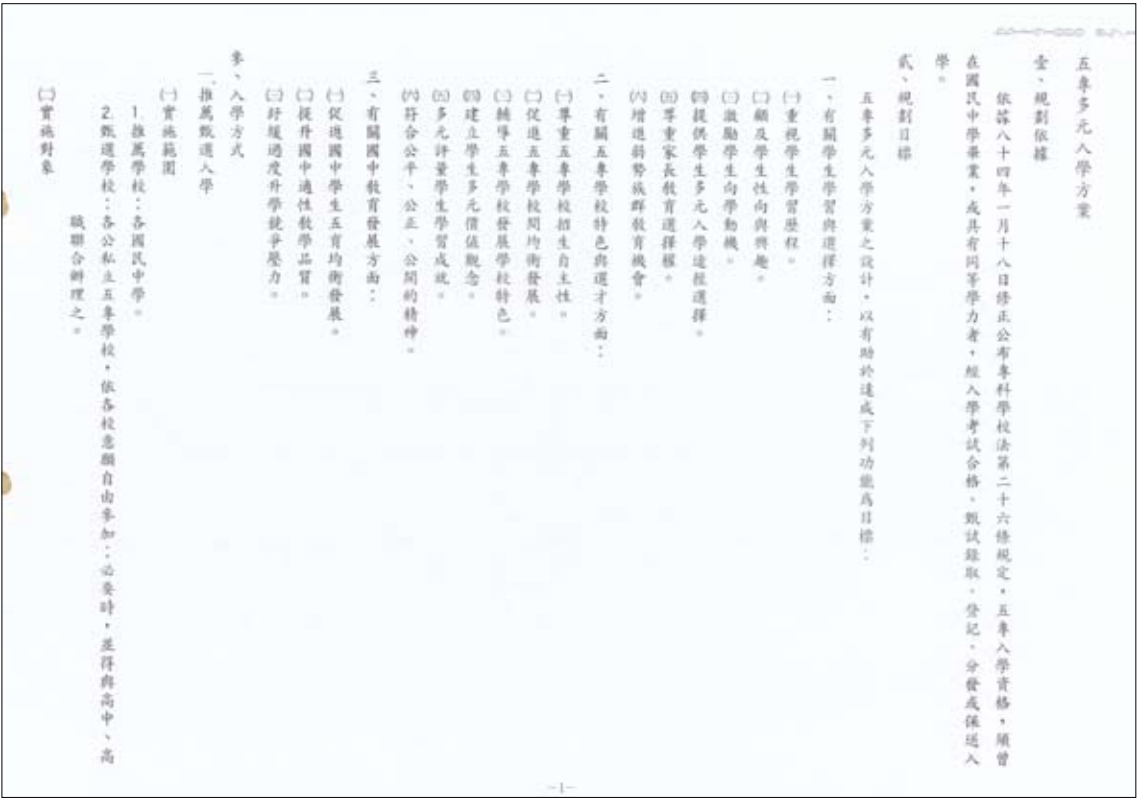 五專多元入學方案
壹、規劃依據
依據八十四年一月十八日修正公布專科學校法第二十六條規定，五專入學資格，須曾
在國民中學畢業，或具有同等學力者，經入學考試合格、甄試錄取、登記、分發或保送入
學。
貳、規劃目標
五專多元入學方案之設計，以有助於達成下列功能為目標：
一、有關學生學習與選擇方面：
㈠重視學生學習歷程。
㈡顧及學生性向與興趣。
㈢激勵學生向學動機。
㈣提供學生多元入學途徑選擇。
㈤尊重家長教育選擇權。
㈥增進弱勢族群教育機會。
二、有關五專學校特色與選才方面：
㈠尊重五專學校招生自主性。
㈡促進五專學校間均衡發展。
㈢輔導五專學校發展學校特色。
㈣建立學生多元價值觀念。
㈤多元評量學生學習成就。
㈥符合公平、公正、公開的精神。
三、有關國中教育發展方面：
㈠促進國中學生五育均衡發展。
㈡提升國中適性教學品質。
㈢紓緩過度升學競爭壓力。
參、入學方式
一、推薦甄選入學
㈠實施範圍
1.推薦學校：各國民中學。
2.甄選學校：各公私立五專學校，依各校意願自由參加；必要時，並得與高中、高
職聯合辦理之。
㈡實施對象
—1—